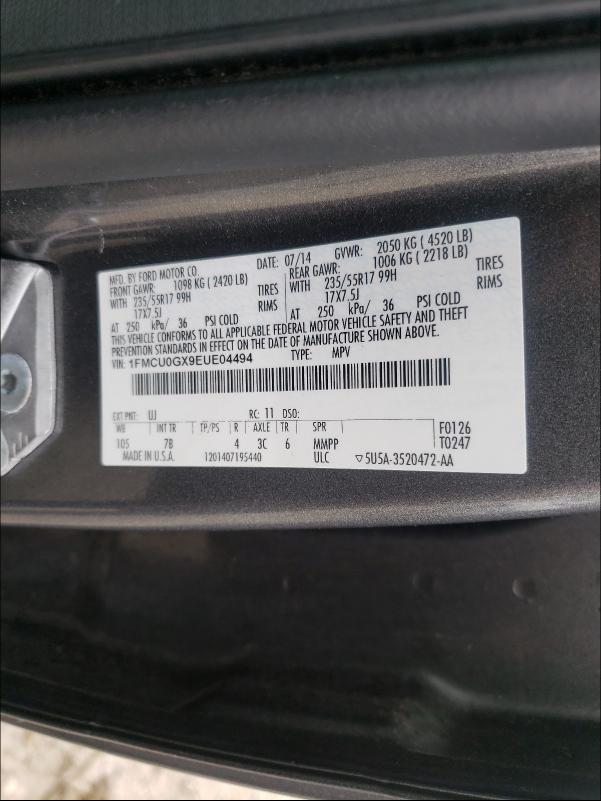 MFD. BY FORD MOTOR CO. DATE: 07/14 GVWR: 2050 KG ( 4520 LB)
FRONT GAWR: 1098 KG ( 2420 LB) REAR GAWR: 1006 KG ( 2218 LB)
WITH 235/55R17 99H TIRES WITH 235/55R17 99H TIRES
17X7.5J RIMS 17X7.5J RIMS
AT 250 kPa/ 36 PSI COLD AT 250 kPa/ 36 PSI COLD
THIS VEHICLE CONFORMS TO ALL APPLICABLE FEDERAL MOTOR VEHICLE SAFETY AND THEFT
PREVENTION STANDARDS IN EFFECT ON THE DATE OF MANUFACTURE SHOWN ABOVE.
VIN: 1FMCU0GX9EUE04494 TYPE: MPV
EXT PNT: UJ RC: 11 DSO:
WB INT TR TP/PS R AXLE TR SPR F0126
105 7B 4 3C 6 MMPP T0247
MADE IN U.S.A. 1201407195440 ULC ▽5U5A-3520472-AA